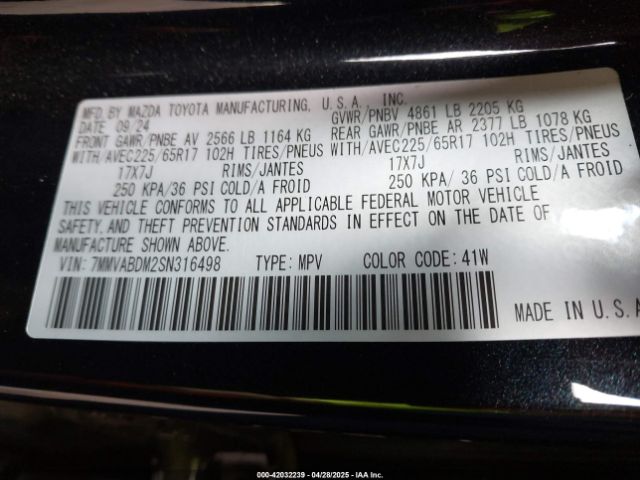 MFD.BY MAZDA TOYOTA MANUFACTURING, U.S.A., INC.
DATE 09/24 GVWR/PNBV 4861 LB 2205 KG
FRONT GAWR/PNBE AV 2566 LB 1164 KG REAR GAWR/PNBE AR 2377 LB 1078 KG
WITH/AVEC225/65R17 102H TIRES/PNEUS WITH/AVEC225/65R17 102H TIRES/PNEUS
17X7J RIMS/JANTES 17X7J RIMS/JANTES
250 KPA/36 PSI COLD/A FROID 250 KPA/ 36 PSI COLD/A FROID
THIS VEHICLE CONFORMS TO ALL APPLICABLE FEDERAL MOTOR VEHICLE
SAFETY, AND THEFT PREVENTION STANDARDS IN EFFECT ON THE DATE OF
MANUFACTURE SHOWN ABOVE.
VIN: 7MMVABDM2SN316498 TYPE: MPV COLOR CODE: 41W
MADE IN U.S.A
000-42032239 - 04/28/2025 - IAA, Inc.